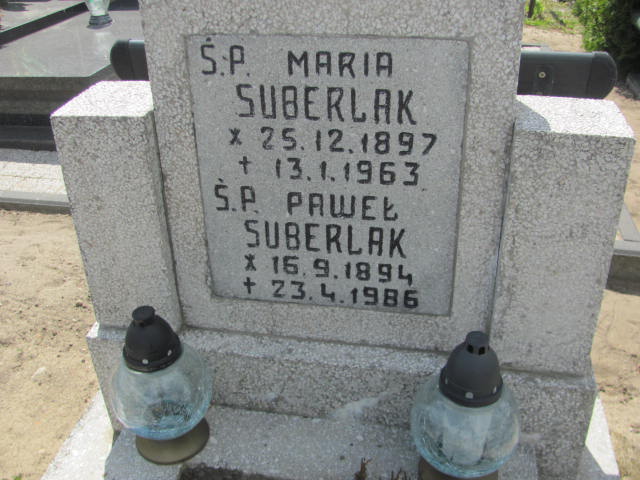 Ś.P. MARIA
SUBERLAK
* 25.12.1897
+ 13.1.1963
Ś.P. PAWEŁ
SUBERLAK
* 16.9.1894
+ 23.4.1986